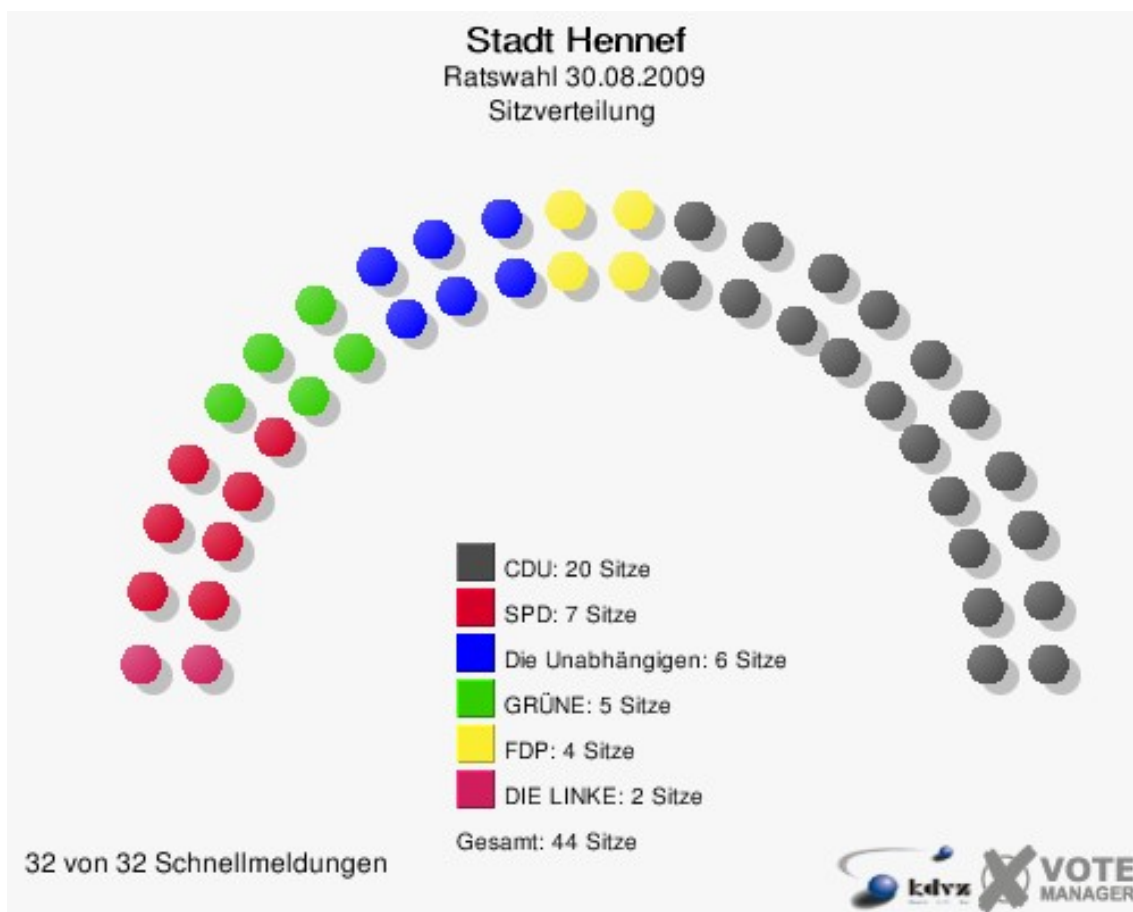 Stadt Hennef
Ratswahl 30.08.2009
Sitzverteilung
CDU: 20 Sitze
SPD: 7 Sitze
Die Unabhängigen: 6 Sitze
GRÜNE: 5 Sitze
FDP: 4 Sitze
DIE LINKE: 2 Sitze
Gesamt: 44 Sitze
32 von 32 Schnellmeldungen
kdvz
VOTE
MANAGER